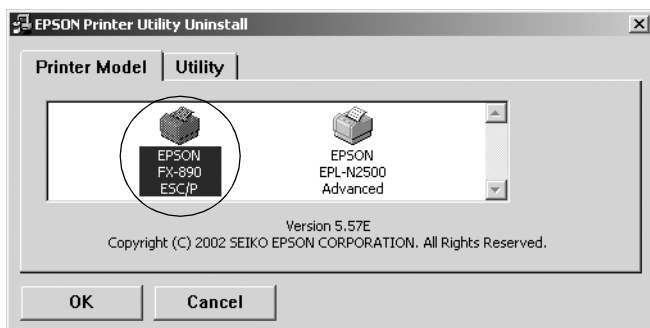 EPSON Printer Utility Uninstall
Printer Model
Utility
EPSON
FX-890
ESC/P
EPSON
EPL-N2500
Advanced
Version 5.57E
Copyright (C) 2002 SEIKO EPSON CORPORATION. All Rights Reserved.
OK
Cancel